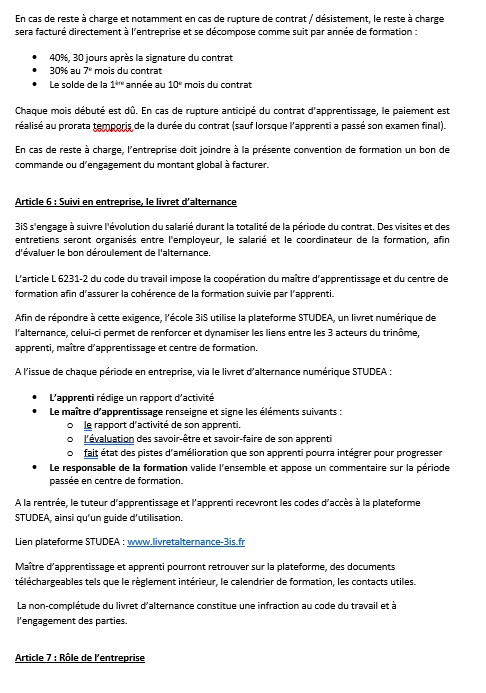 En cas de reste à charge et notamment en cas de rupture de contrat / désistement, le reste à charge
sera facturé directement à l'entreprise et se décompose comme suit par année de formation :
• 40%, 30 jours après la signature du contrat
• 30% au 7e mois du contrat
• Le solde de la 1ère année au 10e mois du contrat
Chaque mois débuté est dû. En cas de rupture anticipé du contrat d'apprentissage, le paiement est
réalisé au prorata temporis de la durée du contrat (sauf lorsque l'apprenti a passé son examen final).
En cas de reste à charge, l'entreprise doit joindre à la présente convention de formation un bon de
commande ou d'engagement du montant global à facturer.
Article 6 : Suivi en entreprise, le livret d'alternance
3iS s'engage à suivre l'évolution du salarié durant la totalité de la période du contrat. Des visites et des
entretiens seront organisés entre l'employeur, le salarié et le coordinateur de la formation, afin
d'évaluer le bon déroulement de l'alternance.
L'article L 6231-2 du code du travail impose la coopération du maître d'apprentissage et du centre de
formation afin d'assurer la cohérence de la formation suivie par l'apprenti.
Afin de répondre à cette exigence, l'école 3iS utilise la plateforme STUDEA, un livret numérique de
l'alternance, celui-ci permet de renforcer et dynamiser les liens entre les 3 acteurs du trinôme,
apprenti, maître d'apprentissage et centre de formation.
A l'issue de chaque période en entreprise, via le livret d'alternance numérique STUDEA :
• L'apprenti rédige un rapport d'activité
• Le maître d'apprentissage renseigne et signe les éléments suivants :
o le rapport d'activité de son apprenti.
o l'évaluation des savoir-être et savoir-faire de son apprenti
o fait état des pistes d'amélioration que son apprenti pourra intégrer pour progresser
• Le responsable de la formation valide l'ensemble et appose un commentaire sur la période
passée en centre de formation.
A la rentrée, le tuteur d'apprentissage et l'apprenti recevront les codes d'accès à la plateforme
STUDEA, ainsi qu'un guide d'utilisation.
Lien plateforme STUDEA : www.livretalternance-3is.fr
Maître d'apprentissage et apprenti pourront retrouver sur la plateforme, des documents
téléchargeables tels que le règlement intérieur, le calendrier de formation, les contacts utiles.
La non-complétude du livret d'alternance constitue une infraction au code du travail et à
l'engagement des parties.
Article 7 : Rôle de l'entreprise